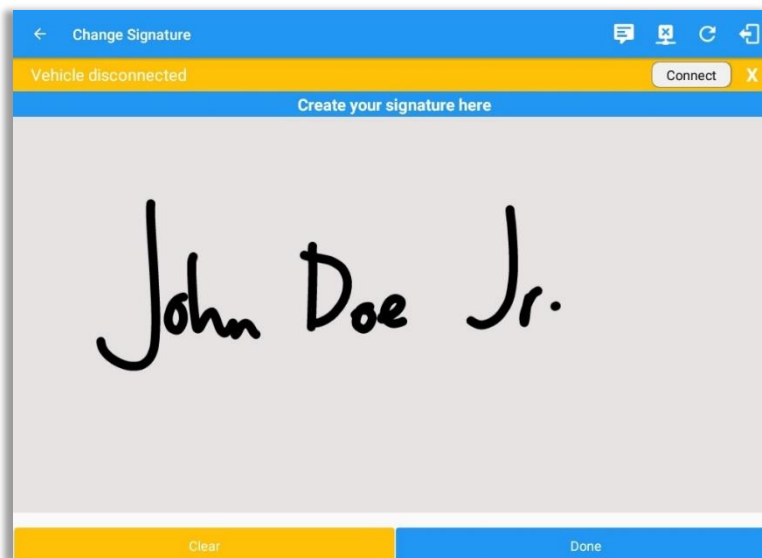 Change Signature
Vehicle disconnected Connect X
Create your signature here
John Doe Jr.
Clear Done